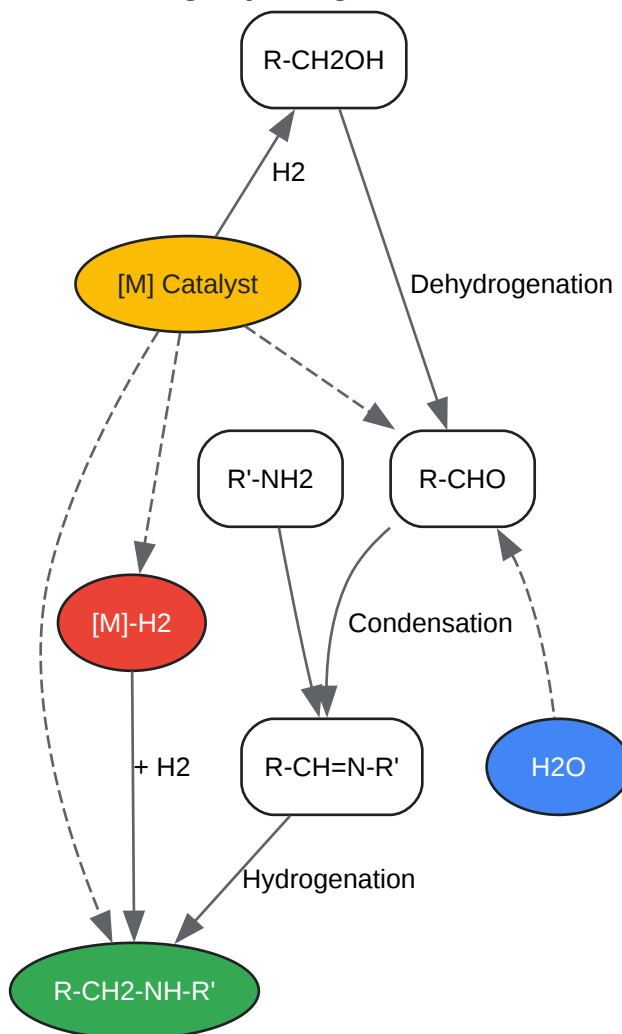 R-CH2OH
H2
[M] Catalyst
Dehydrogenation
R'-NH2
R-CHO
[M]-H2
Condensation
+ H2
R-CH=N-R'
H2O
Hydrogenation
R-CH2-NH-R'